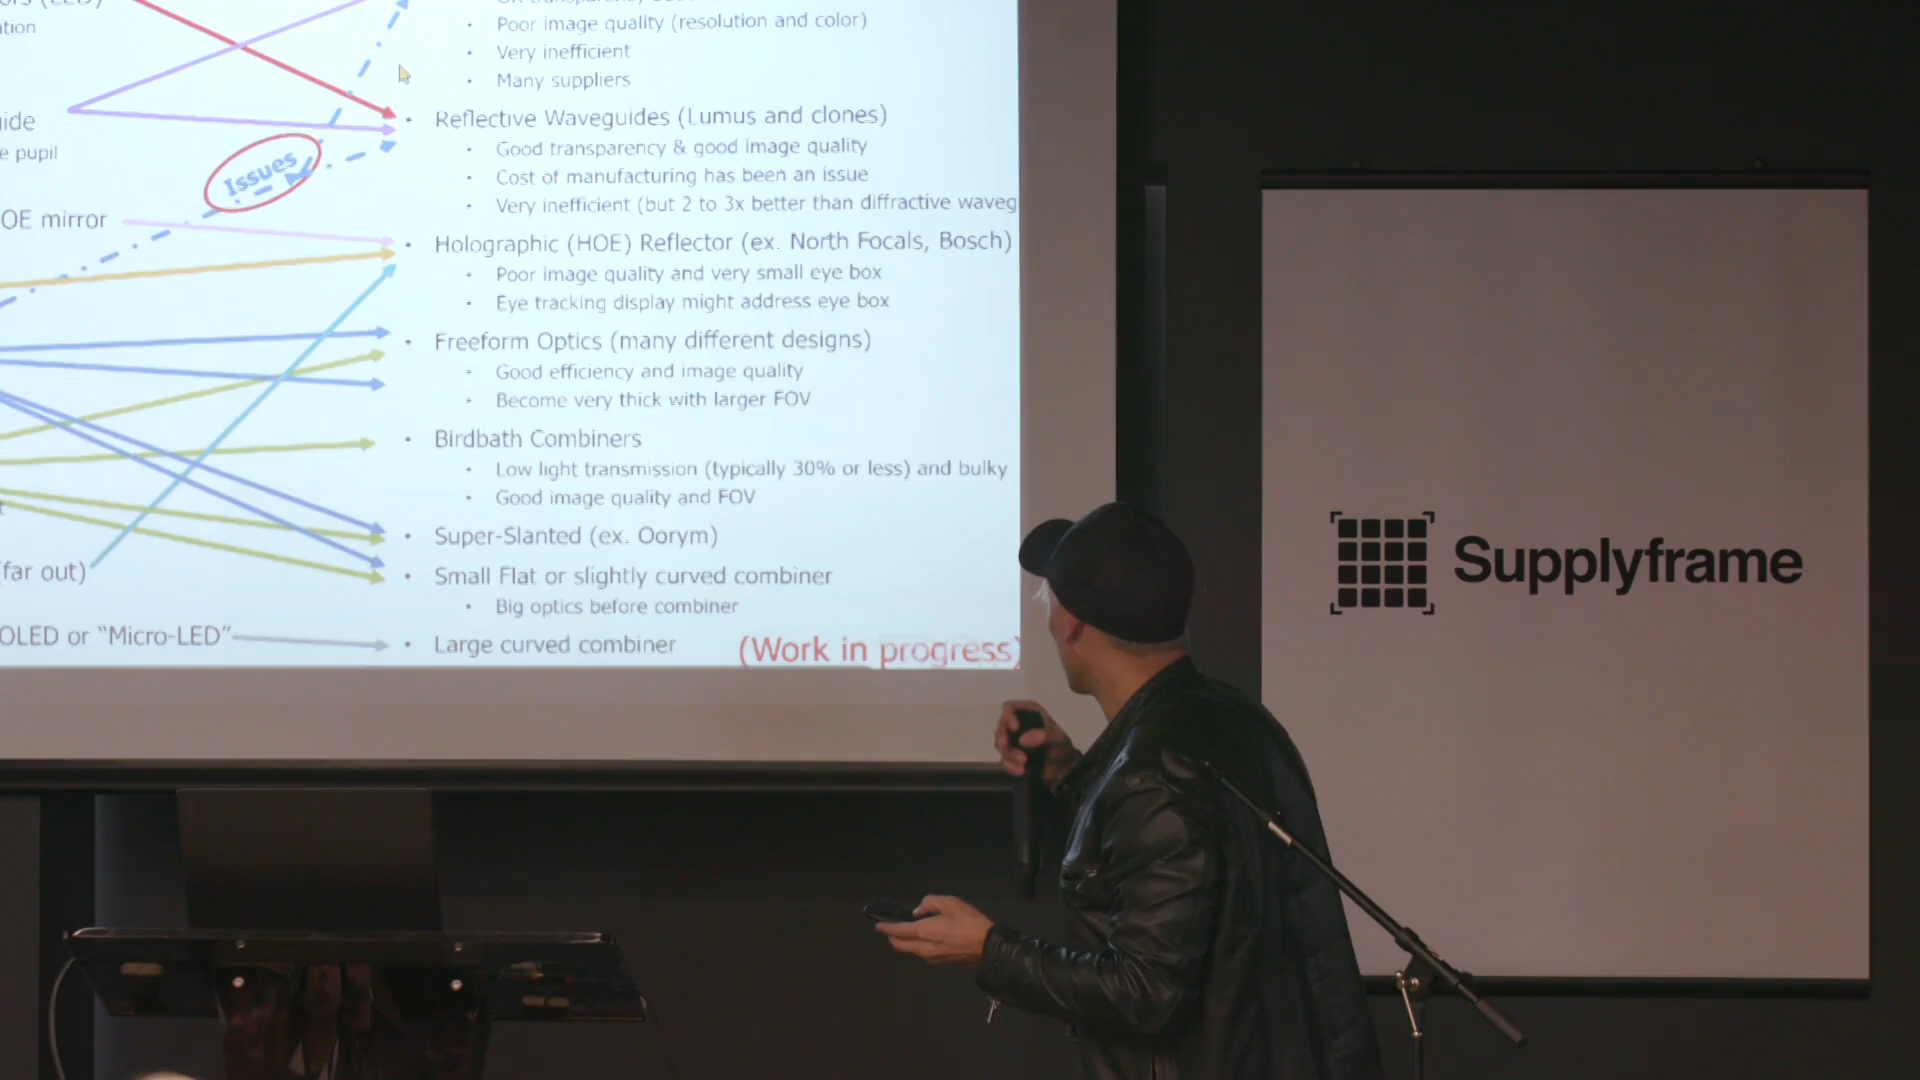 ation
ide
e pupil
Issues
OE mirror
(far out)
OLED or “Micro-LED”
• Poor image quality (resolution and color)
• Very inefficient
• Many suppliers
• Reflective Waveguides (Lumus and clones)
• Good transparency & good image quality
• Cost of manufacturing has been an issue
• Very inefficient (but 2 to 3x better than diffractive waveg
• Holographic (HOE) Reflector (ex. North Focals, Bosch)
• Poor image quality and very small eye box
• Eye tracking display might address eye box
• Freeform Optics (many different designs)
• Good efficiency and image quality
• Become very thick with larger FOV
• Birdbath Combiners
• Low light transmission (typically 30% or less) and bulky
• Good image quality and FOV
• Super-Slanted (ex. Oorym)
• Small Flat or slightly curved combiner
• Big optics before combiner
• Large curved combiner
(Work in progress)
Supplyframe